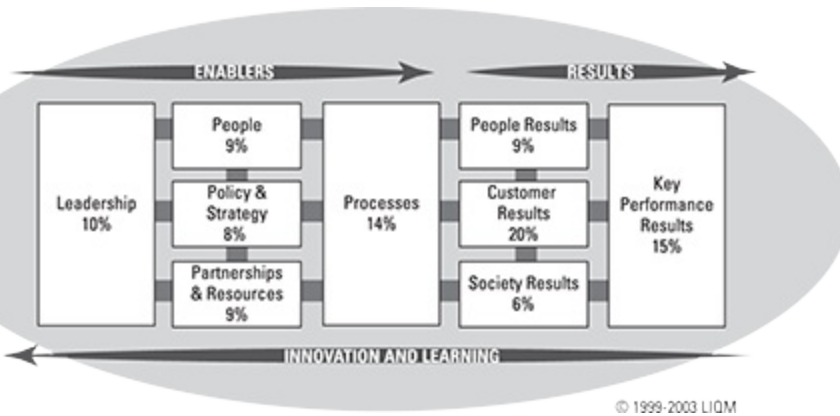 ENABLERS
RESULTS
Leadership
10%
People
9%
Policy &
Strategy
8%
Partnerships
& Resources
9%
Processes
14%
People Results
9%
Customer
Results
20%
Society Results
6%
Key
Performance
Results
15%
INNOVATION AND LEARNING
© 1999-2003 LIQM